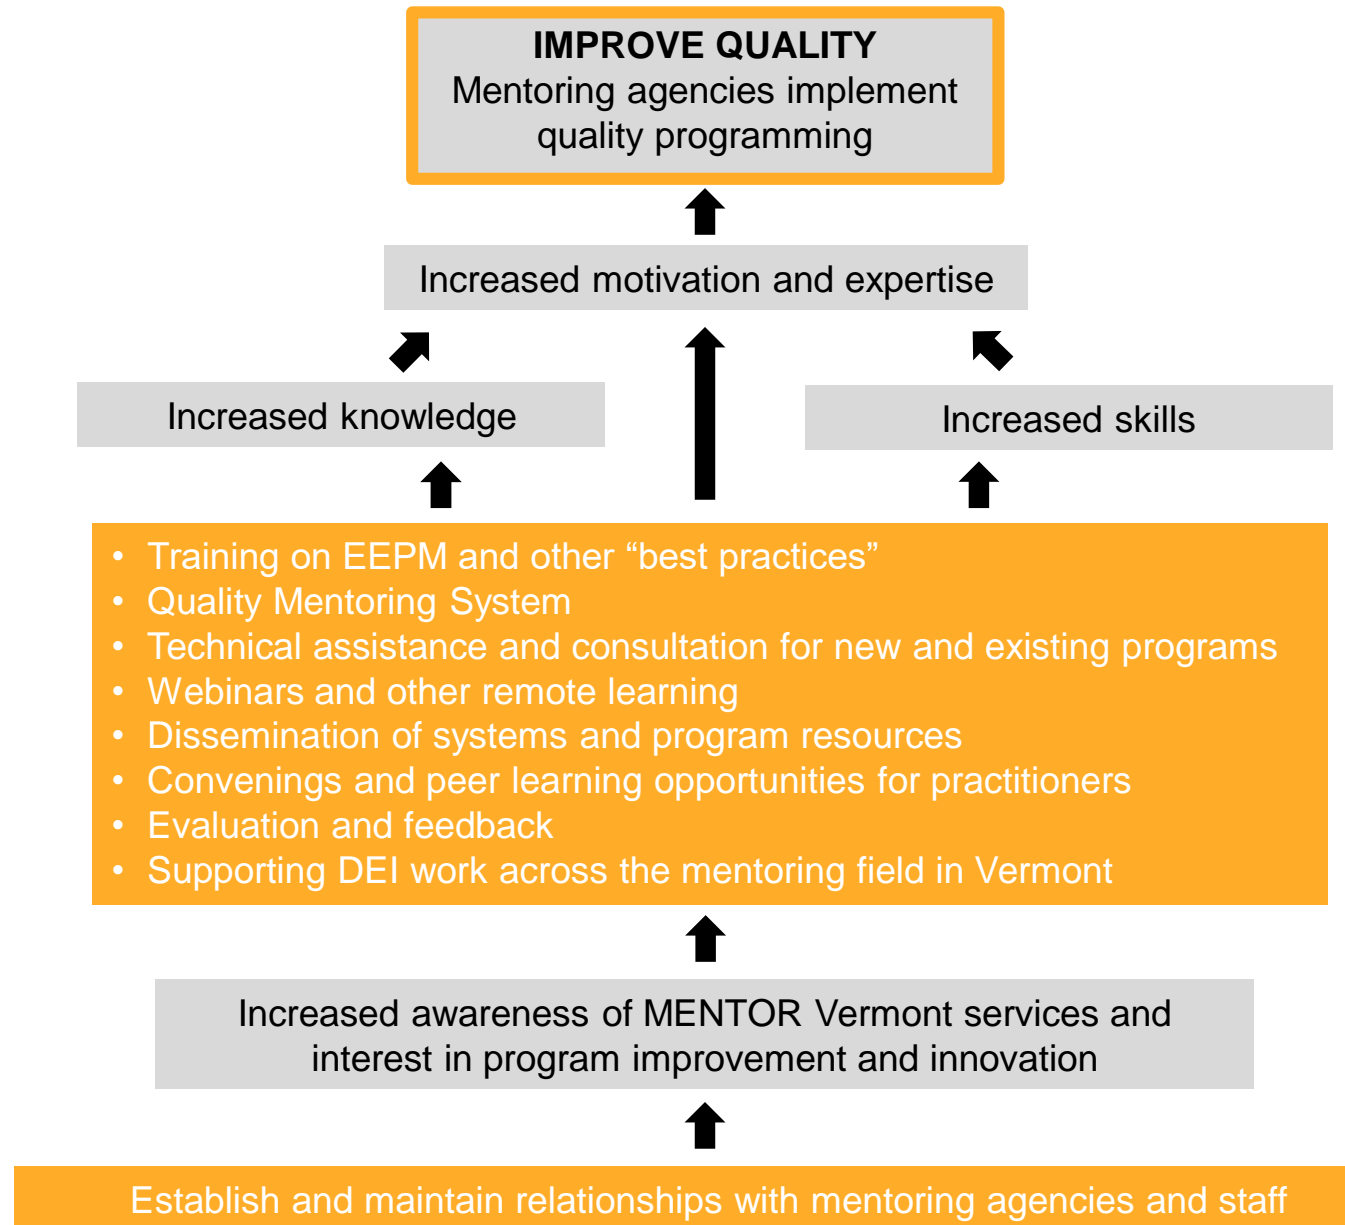 IMPROVE QUALITY
Mentoring agencies implement
quality programming
Increased motivation and expertise
Increased knowledge
Increased skills
• Training on EEPM and other “best practices”
• Quality Mentoring System
• Technical assistance and consultation for new and existing programs
• Webinars and other remote learning
• Dissemination of systems and program resources
• Convenings and peer learning opportunities for practitioners
• Evaluation and feedback
• Supporting DEI work across the mentoring field in Vermont
Increased awareness of MENTOR Vermont services and
interest in program improvement and innovation
Establish and maintain relationships with mentoring agencies and staff